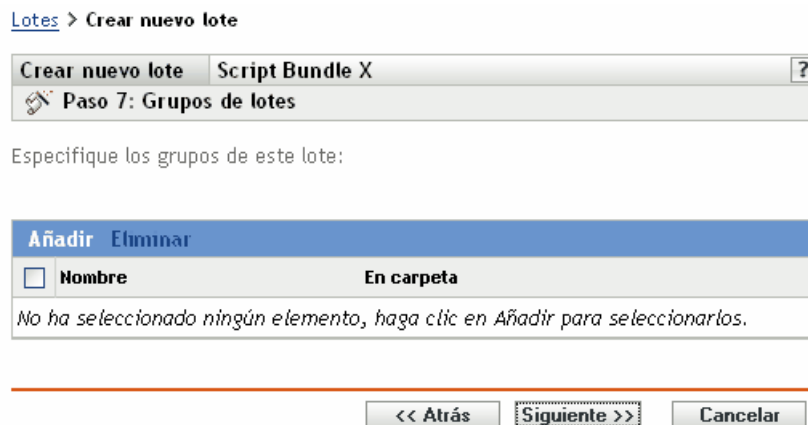 Lotes > Crear nuevo lote
Crear nuevo lote Script Bundle X ?
Paso 7: Grupos de lotes
Especifique los grupos de este lote:
Añadir Eliminar
Nombre En carpeta
No ha seleccionado ningún elemento, haga clic en Añadir para seleccionarlos.
<< Atrás Siguiente >> Cancelar